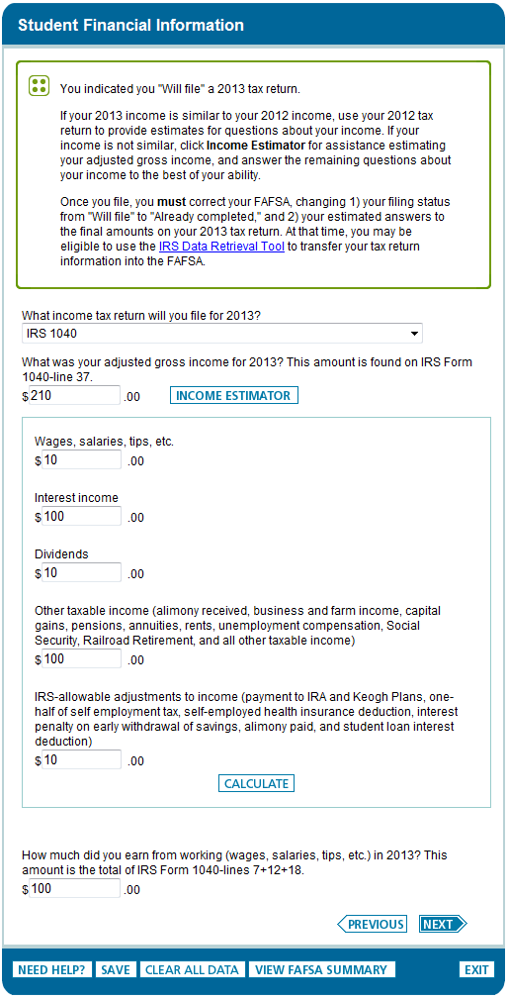 Student Financial Information
You indicated you "Will file" a 2013 tax return.
If your 2013 income is similar to your 2012 income, use your 2012 tax
return to provide estimates for questions about your income. If your
income is not similar, click Income Estimator for assistance estimating
your adjusted gross income, and answer the remaining questions about
your income to the best of your ability.
Once you file, you must correct your FAFSA, changing 1) your filing status
from "Will file" to "Already completed," and 2) your estimated answers to
the final amounts on your 2013 tax return. At that time, you may be
eligible to use the IRS Data Retrieval Tool to transfer your tax return
information into the FAFSA.
What income tax return will you file for 2013?
IRS 1040
What was your adjusted gross income for 2013? This amount is found on IRS Form
1040-line 37.
$ 210 .00 INCOME ESTIMATOR
Wages, salaries, tips, etc.
$ 10 .00
Interest income
$ 100 .00
Dividends
$ 10 .00
Other taxable income (alimony received, business and farm income, capital
gains, pensions, annuities, rents, unemployment compensation, Social
Security, Railroad Retirement, and all other taxable income)
$ 100 .00
IRS-allowable adjustments to income (payment to IRA and Keogh Plans, one-
half of self employment tax, self-employed health insurance deduction, interest
penalty on early withdrawal of savings, alimony paid, and student loan interest
deduction)
$ 10 .00
CALCULATE
How much did you earn from working (wages, salaries, tips, etc.) in 2013? This
amount is the total of IRS Form 1040-lines 7+12+18.
$ 100 .00
PREVIOUS NEXT
NEED HELP? SAVE CLEAR ALL DATA VIEW FAFSA SUMMARY EXIT